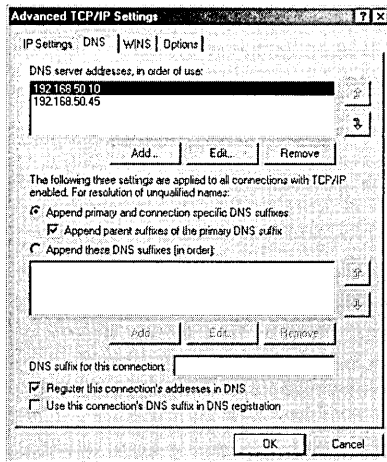 Advanced TCP/IP Settings
IP Settings DNS WINS Options
DNS server addresses, in order of use:
192.168.50.10
192.168.50.45
Add... Edit... Remove
The following three settings are applied to all connections with TCP/IP
enabled. For resolution of unqualified names:
Append primary and connection specific DNS suffixes
Append parent suffixes of the primary DNS suffix
Append these DNS suffixes (in order):
Add... Edit... Remove
DNS suffix for this connection:
Register this connection's addresses in DNS
Use this connection's DNS suffix in DNS registration
OK Cancel